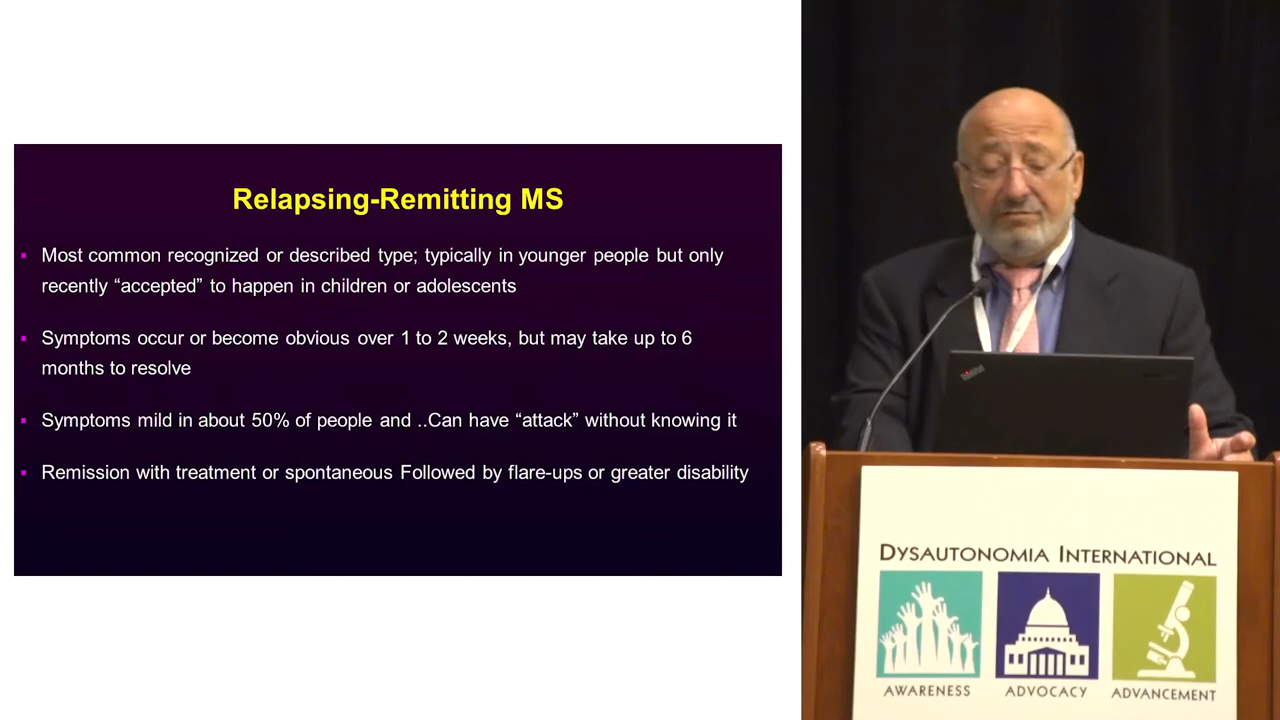 Relapsing-Remitting MS
▪ Most common recognized or described type; typically in younger people but only
recently “accepted” to happen in children or adolescents
▪ Symptoms occur or become obvious over 1 to 2 weeks, but may take up to 6
months to resolve
▪ Symptoms mild in about 50% of people and ..Can have “attack” without knowing it
▪ Remission with treatment or spontaneous Followed by flare-ups or greater disability
ThinkPad
DYSAUTONOMIA INTERNATIONAL
AWARENESS ADVOCACY ADVANCEMENT